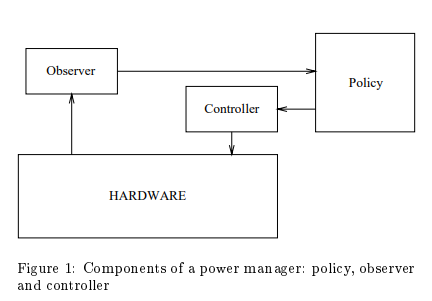 Observer
Policy
Controller
HARDWARE
Figure 1: Components of a power manager: policy, observer
and controller